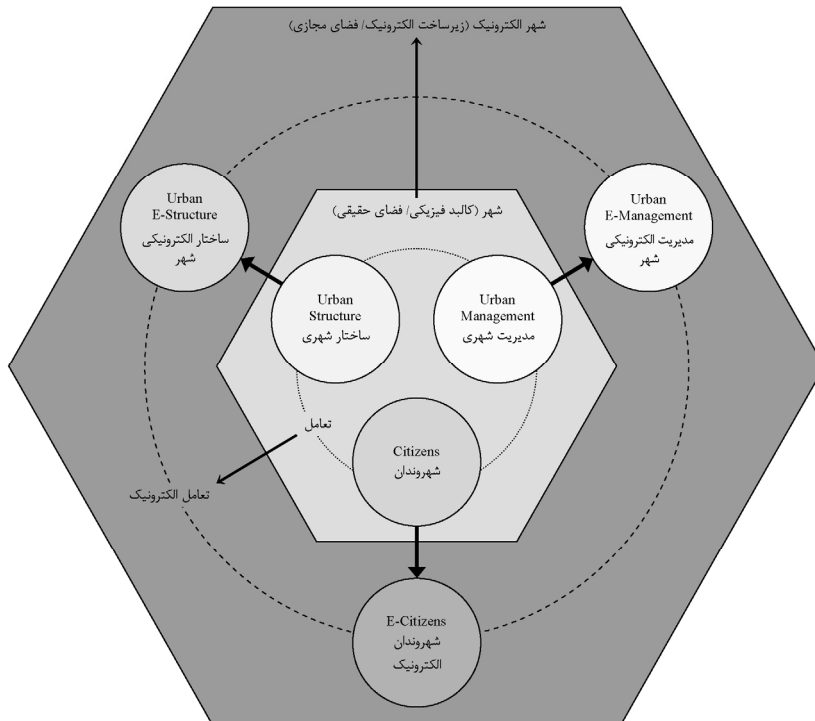 شهر الکترونیک (زیرساخت الکترونیک/ فضای مجازی)
Urban
E-Structure
ساختار الکترونیکی
شهر
Urban
E-Management
مدیریت الکترونیکی
شهر
شهر (کالبد فیزیکی/ فضای حقیقی)
Urban
Structure
ساختار شهری
Urban
Management
مدیریت شهری
تعامل
Citizens
شهروندان
تعامل الکترونیک
E-Citizens
شهروندان
الکترونیک